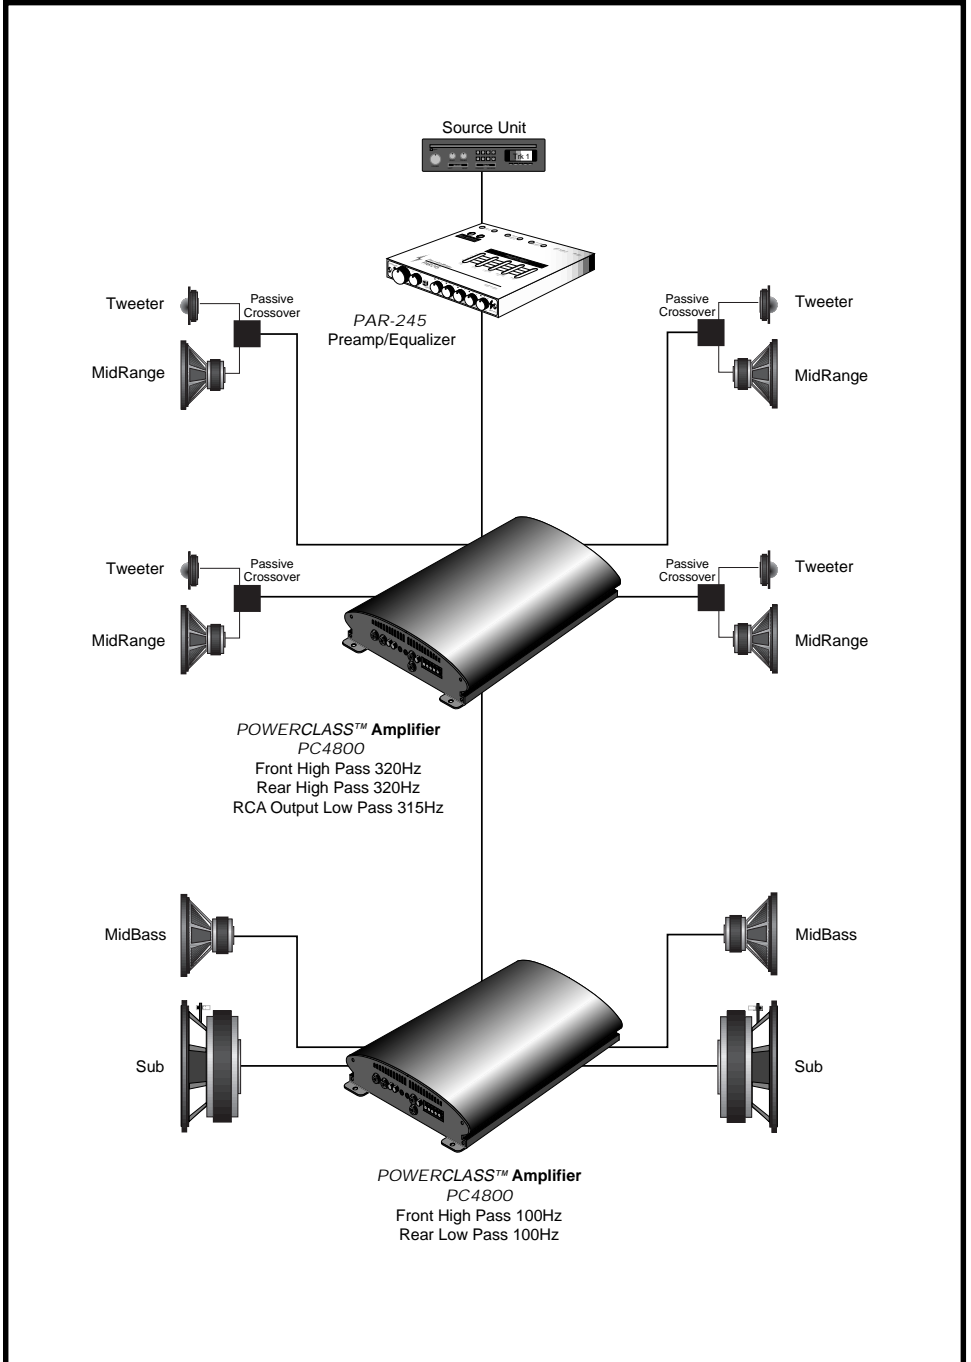 Source Unit
Trk 1
PAR-245
Preamp/Equalizer
Tweeter
Passive
Crossover
MidRange
Passive
Crossover
Tweeter
MidRange
Tweeter
Passive
Crossover
MidRange
Passive
Crossover
Tweeter
MidRange
POWERCLASS™ Amplifier
PC4800
Front High Pass 320Hz
Rear High Pass 320Hz
RCA Output Low Pass 315Hz
MidBass
MidBass
Sub
Sub
POWERCLASS™ Amplifier
PC4800
Front High Pass 100Hz
Rear Low Pass 100Hz